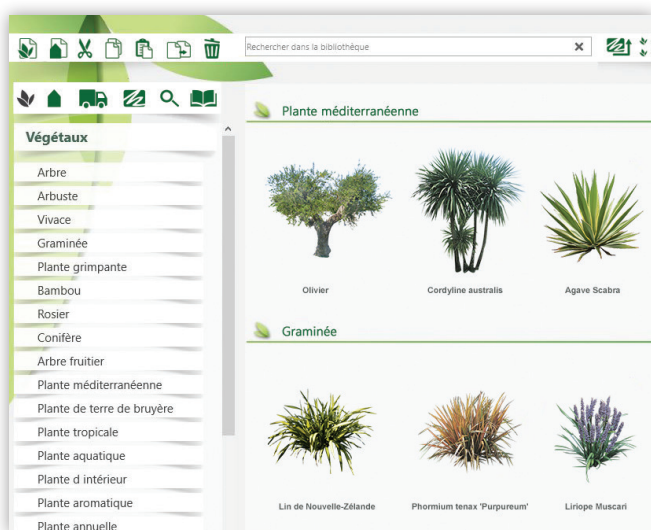 Rechercher dans la bibliothèque
Végétaux
Arbre
Arbuste
Vivace
Graminée
Plante grimpante
Bambou
Rosier
Conifère
Arbre fruitier
Plante méditerranéenne
Plante de terre de bruyère
Plante tropicale
Plante aquatique
Plante d intérieur
Plante aromatique
Plante annuelle
Plante méditerranéenne
Olivier
Cordyline australis
Agave Scabra
Graminée
Lin de Nouvelle-Zélande
Phormium tenax 'Purpureum'
Liriope Muscari